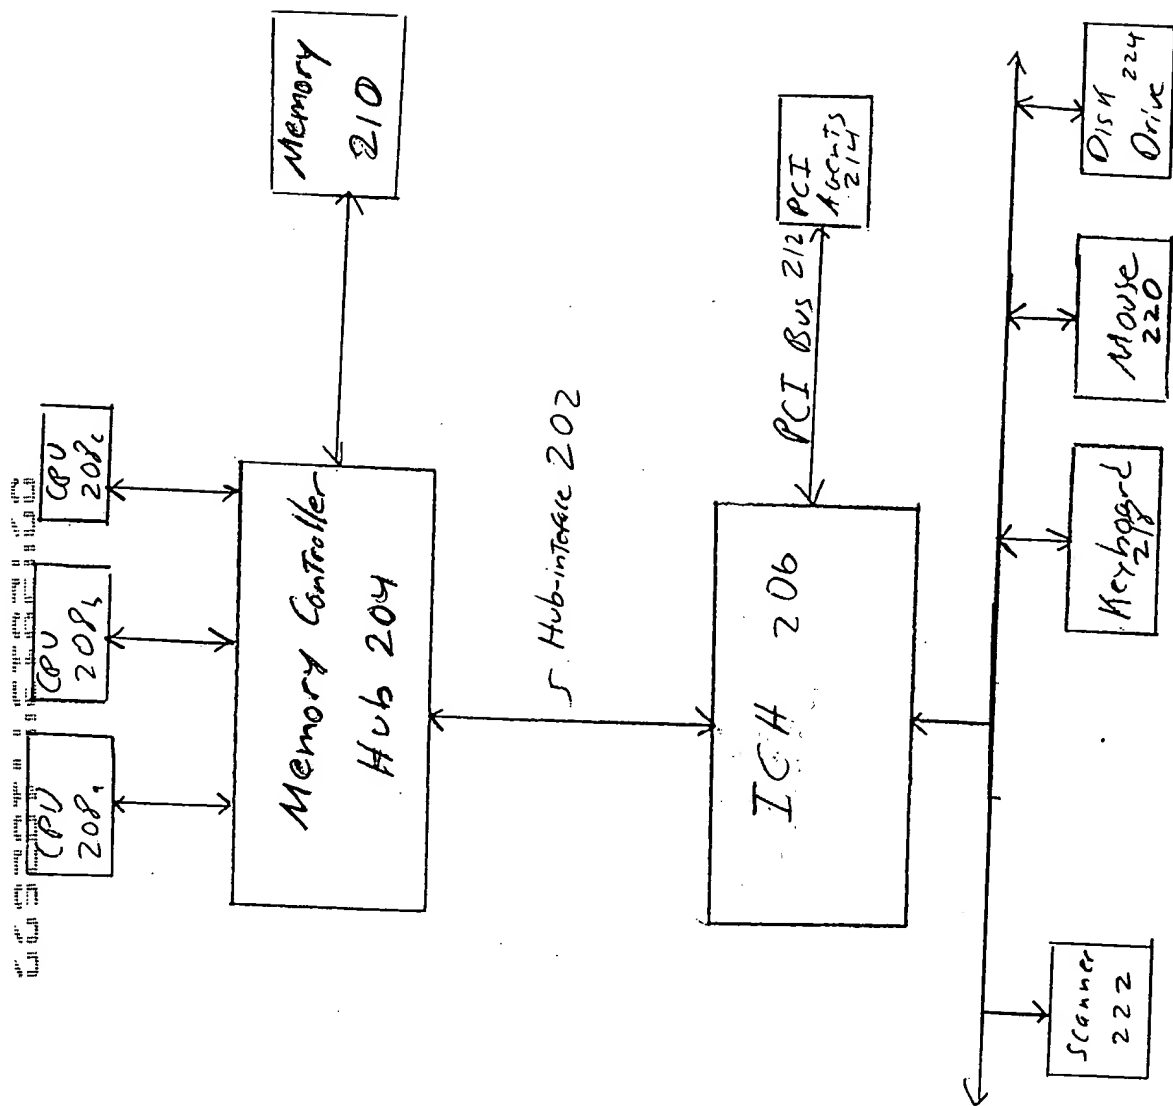 CPU
208a
CPU
208b
CPU
208c
Memory Controller
Hub 204
Memory
210
Hub-interface 202
ICH 206
PCI Bus 212
PCI
Agents
214
Scanner
222
Keyboard
218
Mouse
220
Disk
Drive 224